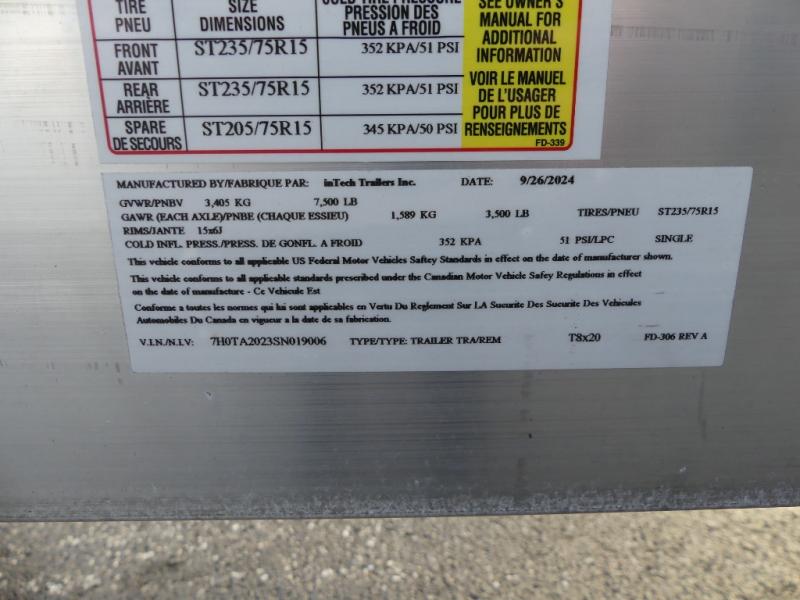 TIRE PNEU SIZE DIMENSIONS COLD TIRE PRESSURE PRESSION DES PNEUS A FROID
SEE OWNER'S MANUAL FOR ADDITIONAL INFORMATION
FRONT AVANT ST235/75R15 352 KPA/51 PSI
REAR ARRIÈRE ST235/75R15 352 KPA/51 PSI
SPARE DE SECOURS ST205/75R15 345 KPA/50 PSI
VOIR LE MANUEL DE L'USAGER POUR PLUS DE RENSEIGNEMENTS
FD-339
MANUFACTURED BY/FABRIQUE PAR: inTech Trailers Inc. DATE: 9/26/2024
GVWR/PNBV 3,405 KG 7,500 LB
GAWR (EACH AXLE)/PNBE (CHAQUE ESSIEU) 1,589 KG 3,500 LB TIRES/PNEU ST235/75R15
RIMS/JANTE 15x6J
COLD INFL. PRESS./PRESS. DE GONFL. A FROID 352 KPA 51 PSI/LPC SINGLE
This vehicle conforms to all applicable US Federal Motor Vehicles Saftey Standards in effect on the date of manufacturer shown.
This vehicle conforms to all applicable standards prescribed under the Canadian Motor Vehicle Safey Regulations in effect
on the date of manufacture - Ce Vehicule Est
Conforme a toutes les normes qui lui sont applicables en Vertu Du Reglement Sur LA Sucurite Des Sucurite Des Vehicules
Automobiles Du Canada en vigueur a la date de sa fabrication.
V.I.N./N.I.V: 7H0TA2023SN019006 TYPE/TYPE: TRAILER TRA/REM T8x20 FD-306 REV A